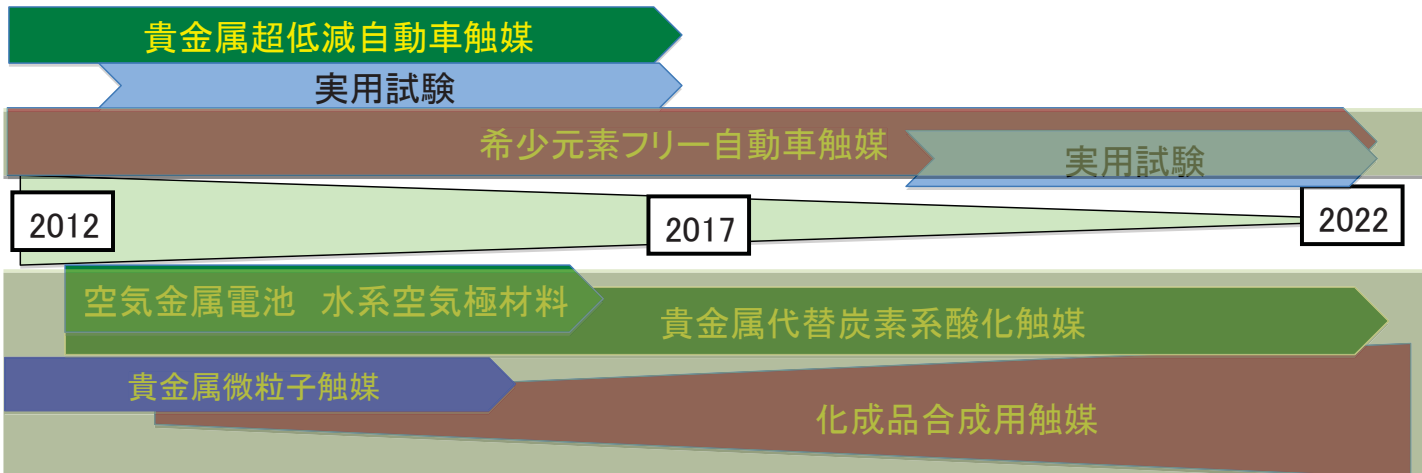 貴金属超低減自動車触媒
実用試験
希少元素フリー自動車触媒
実用試験
2012
2017
2022
空気金属電池 水系空気極材料
貴金属代替炭素系酸化触媒
貴金属微粒子触媒
化成品合成用触媒